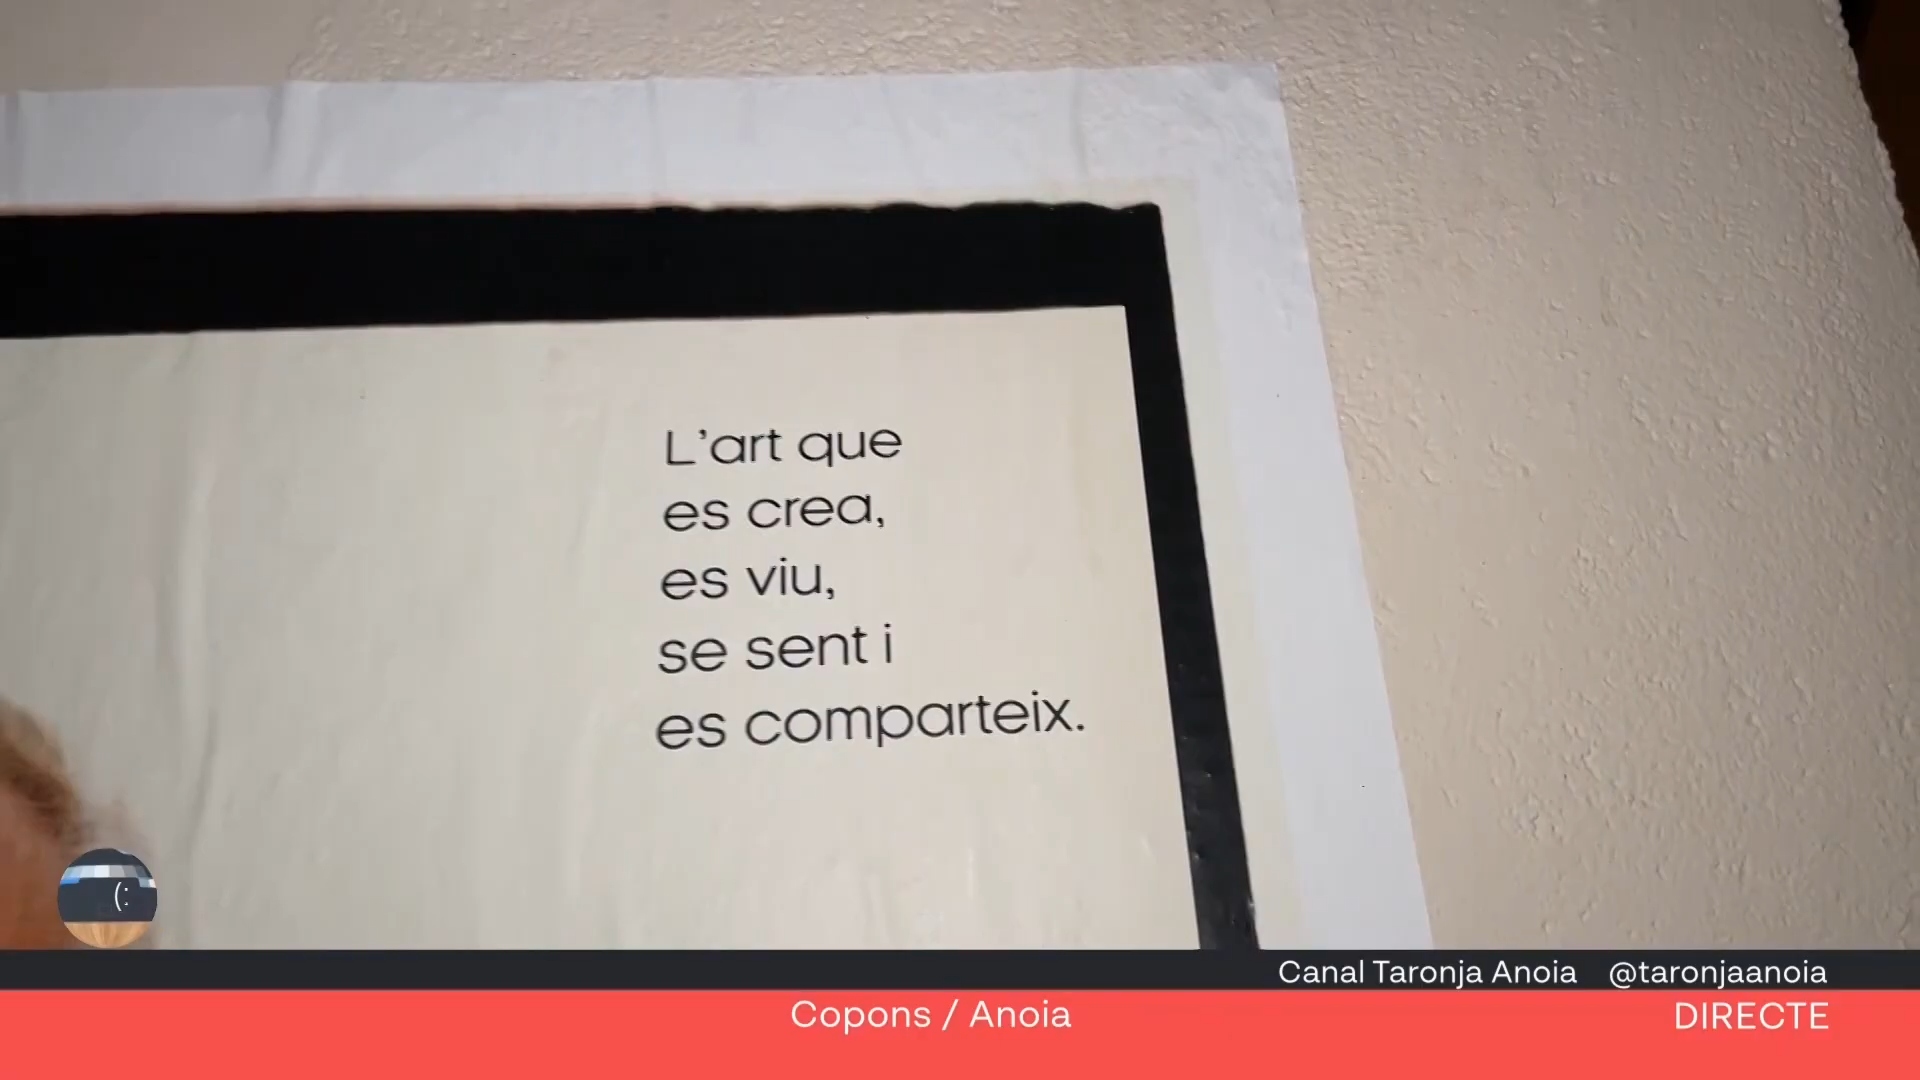 L'art que
es crea,
es viu,
se sent i
es comparteix.
(:
Canal Taronja Anoia @taronjaanoia
Copons / Anoia
DIRECTE